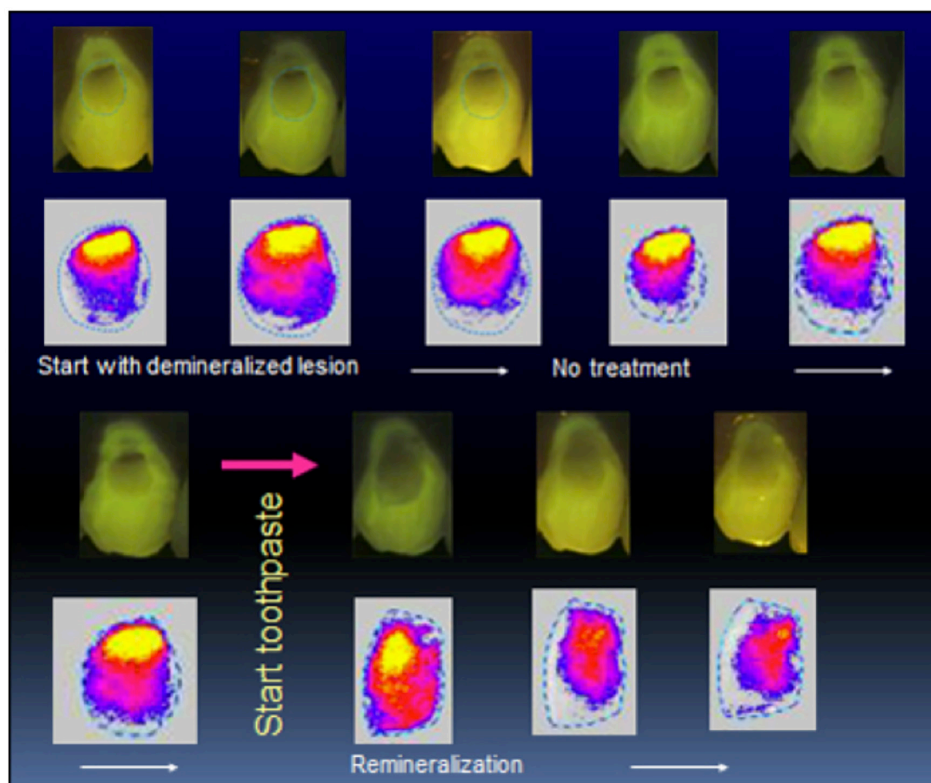 Start with demineralized lesion
No treatment
Start toothpaste
Remineralization